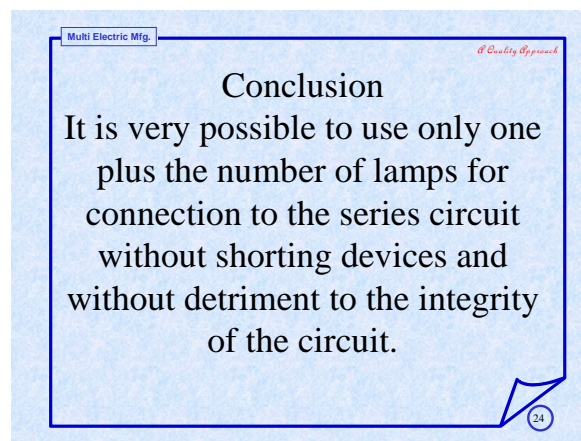 Multi Electric Mfg.
A Quality Approach
Conclusion
It is very possible to use only one
plus the number of lamps for
connection to the series circuit
without shorting devices and
without detriment to the integrity
of the circuit.
24